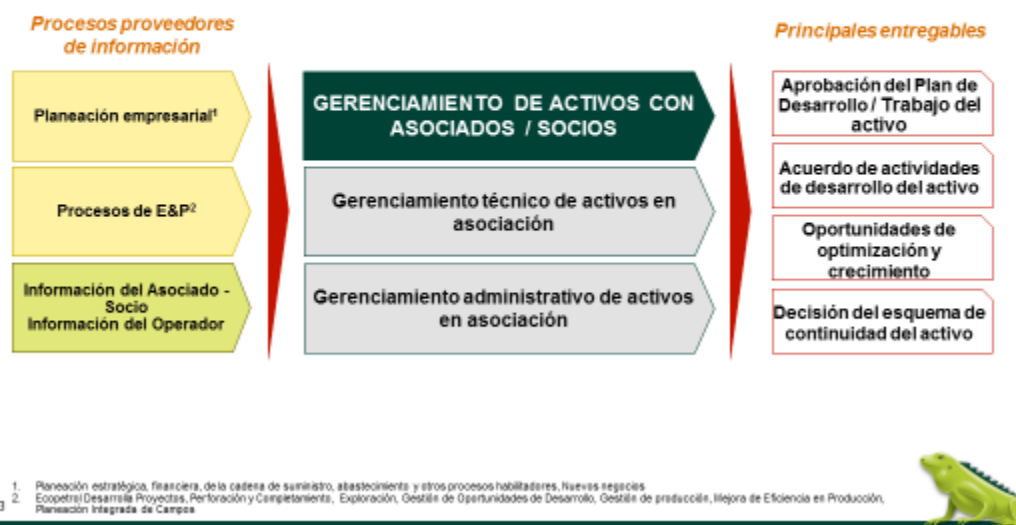 Procesos proveedores
de información
Principales entregables
Planeación empresarial¹
Procesos de E&P²
Información del Asociado -
Socio
Información del Operador
GERENCIAMIENTO DE ACTIVOS CON
ASOCIADOS / SOCIOS
Gerenciamiento técnico de activos en
asociación
Gerenciamiento administrativo de activos
en asociación
Aprobación del Plan de
Desarrollo / Trabajo del
activo
Acuerdo de actividades
de desarrollo del activo
Oportunidades de
optimización y
crecimiento
Decisión del esquema de
continuidad del activo
1. Planeación estratégica, financiera, de la cadena de suministro, abastecimiento y otros procesos habilitadores, Nuevos negocios
2. Ecopetrol Desarrolla Proyectos, Perforación y Completamiento, Exploración, Gestión de Oportunidades de Desarrollo, Gestión de producción, Mejora de Eficiencia en Producción,
Planeación Integrada de Campos
3